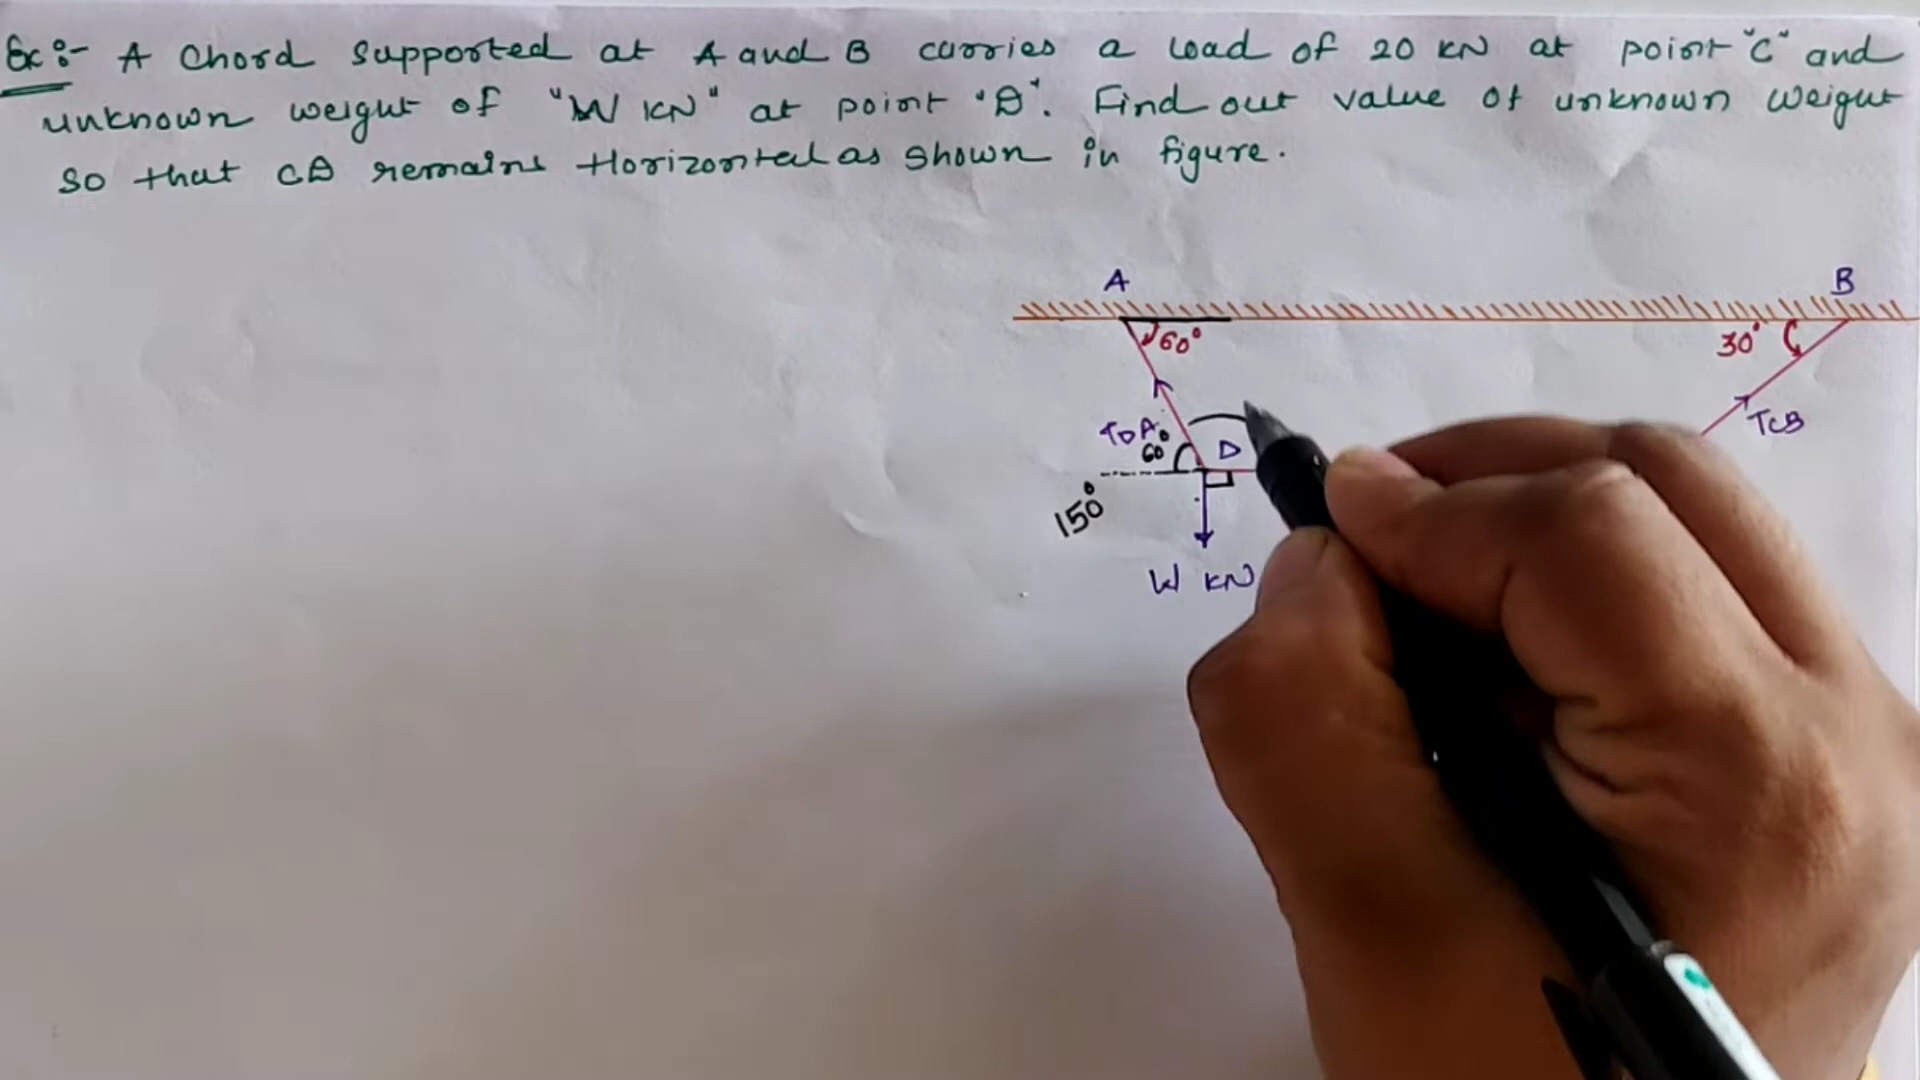 Ex:- A Chord supported at A and B carries a load of 20 KN at point "C" and
unknown weight of "W KN" at point "D". Find out value of unknown weight
so that CD remains Horizontal as shown in figure.
A
B
60°
30°
TDA
TCB
60°
D
150°
W KN